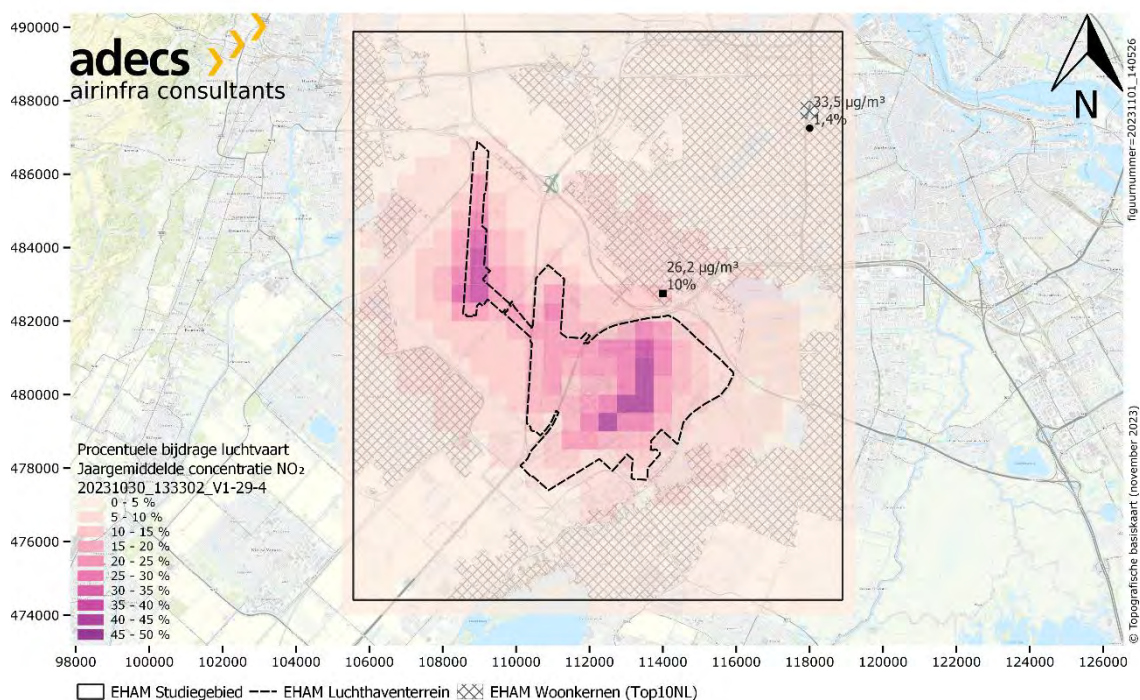 490000
488000
486000
484000
482000
480000
478000
476000
474000
adecs
airinfra consultants
N
33,5 µg/m³
1,4%
26,2 µg/m³
10%
Procentuele bijdrage luchtvaart
Jaargemiddelde concentratie NO₂
20231030_133302_V1-29-4
0 - 5 %
5 - 10 %
10 - 15 %
15 - 20 %
20 - 25 %
25 - 30 %
30 - 35 %
35 - 40 %
40 - 45 %
45 - 50 %
98000 100000 102000 104000 106000 108000 110000 112000 114000 116000 118000 120000 122000 124000 126000
EHAM Studiegebied EHAM Luchthaventerrein EHAM Woonkernen (Top10NL)
figuurnummer=20231101_140526
© Topografische basiskaart (november 2023)